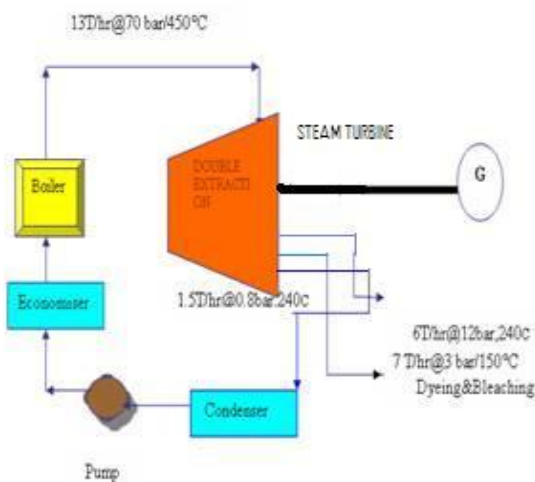 13T/hr@70 bar/450°C
STEAM TURBINE
DOUBLE
EXTRACTI
ON
G
Boiler
Economiser
1.5T/hr@0.8bar,240c
6T/hr@12bar,240c
7 T/hr@3 bar/150°C
Dyeing&Bleaching
Condenser
Pump